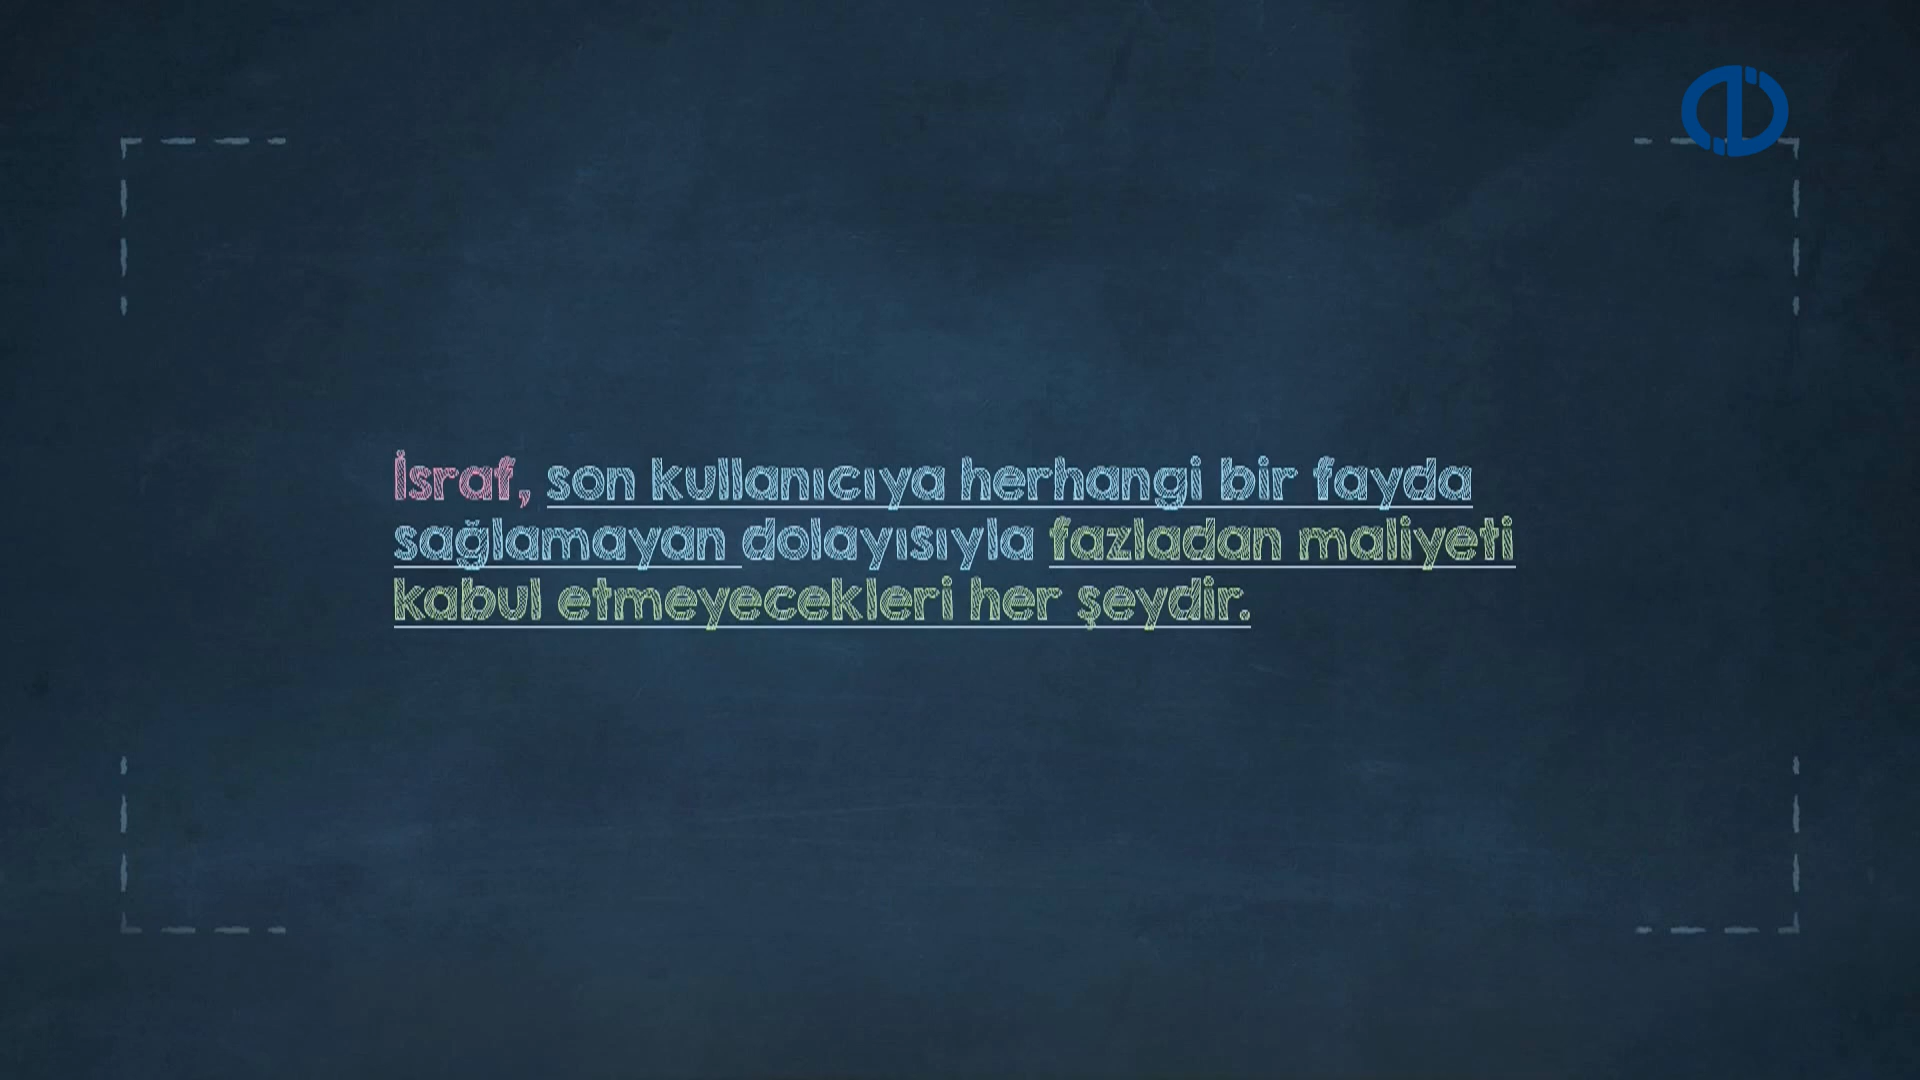 İsraf, son kullanıcıya herhangi bir fayda
sağlamayan dolayısıyla fazladan maliyeti
kabul etmeyecekleri her şeydir.